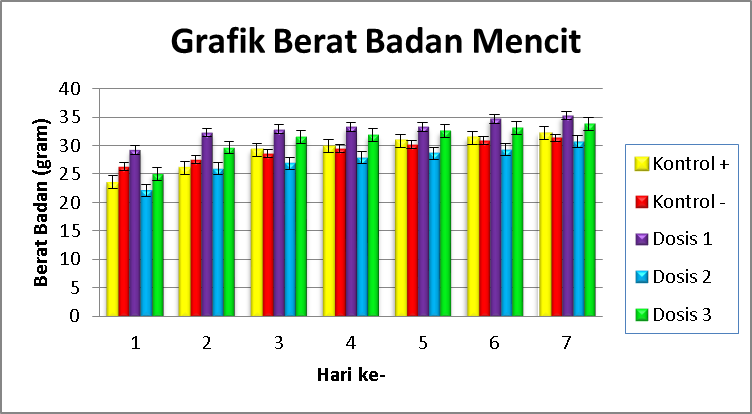 Grafik Berat Badan Mencit
Berat Badan (gram)
40
35
30
25
20
15
10
5
0
1 2 3 4 5 6 7
Hari ke-
Kontrol +
Kontrol -
Dosis 1
Dosis 2
Dosis 3